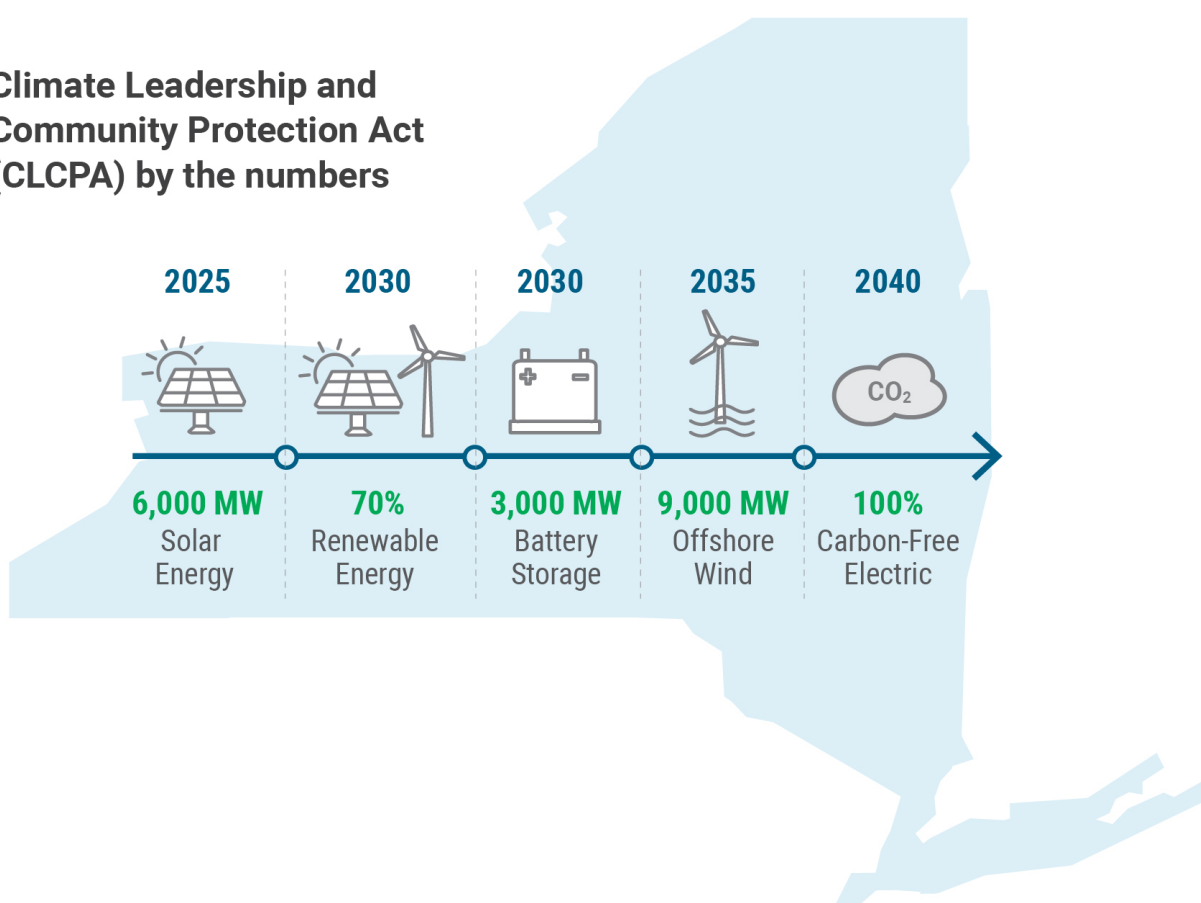 Climate Leadership and
Community Protection Act
(CLCPA) by the numbers
2025
2030
2030
2035
2040
CO₂
6,000 MW
Solar
Energy
70%
Renewable
Energy
3,000 MW
Battery
Storage
9,000 MW
Offshore
Wind
100%
Carbon-Free
Electric